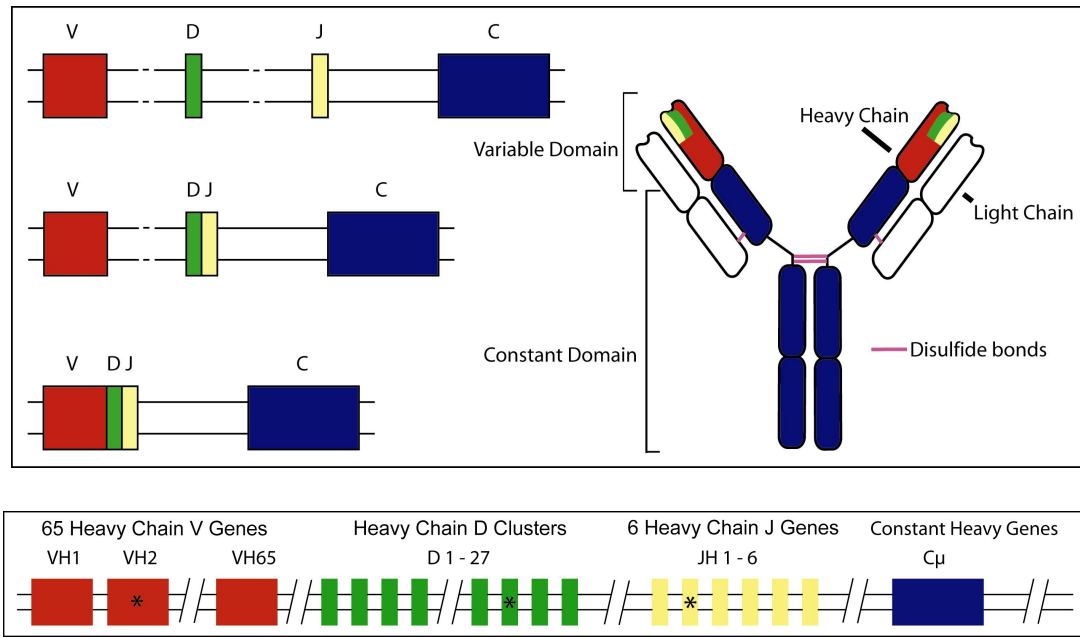 V D J C
Variable Domain
Heavy Chain
Light Chain
V D J C
Constant Domain
Disulfide bonds
V D J C
65 Heavy Chain V Genes
Heavy Chain D Clusters
6 Heavy Chain J Genes
Constant Heavy Genes
VH1 VH2 VH65
D 1 - 27
JH 1 - 6
Cμ
* * *